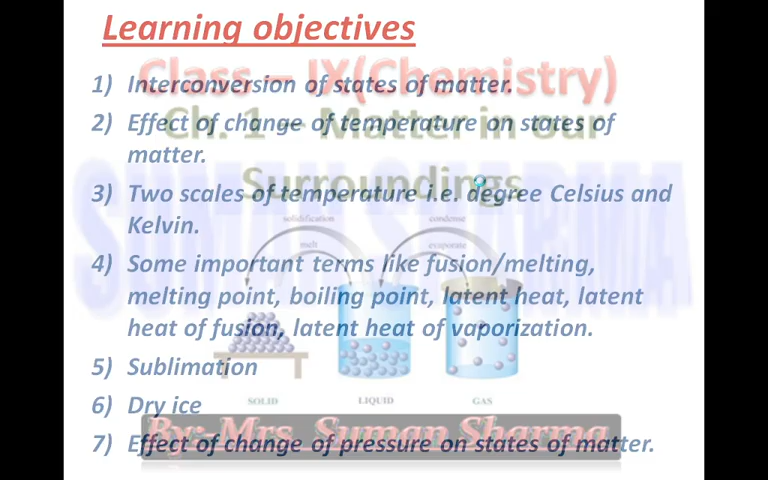 Learning objectives
Class – IX(Chemistry)
1) Interconversion of states of matter.
Ch. 1 – Matter in our
2) Effect of change of temperature on states of
matter.
Surroundings
3) Two scales of temperature i.e. degree Celsius and
Kelvin.
SUMAN SHARMA
solidification
condense
melt
evaporate
4) Some important terms like fusion/melting,
melting point, boiling point, latent heat, latent
heat of fusion, latent heat of vaporization.
5) Sublimation
SOLID
LIQUID
GAS
6) Dry ice
By:- Mrs. Suman Sharma
7) Effect of change of pressure on states of matter.